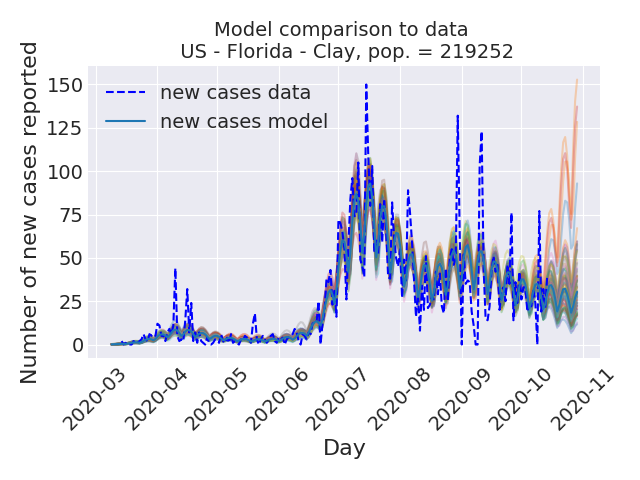 Model comparison to data
US - Florida - Clay, pop. = 219252
Number of new cases reported
150
125
100
75
50
25
0
new cases data
new cases model
2020-03
2020-04
2020-05
2020-06
2020-07
2020-08
2020-09
2020-10
2020-11
Day